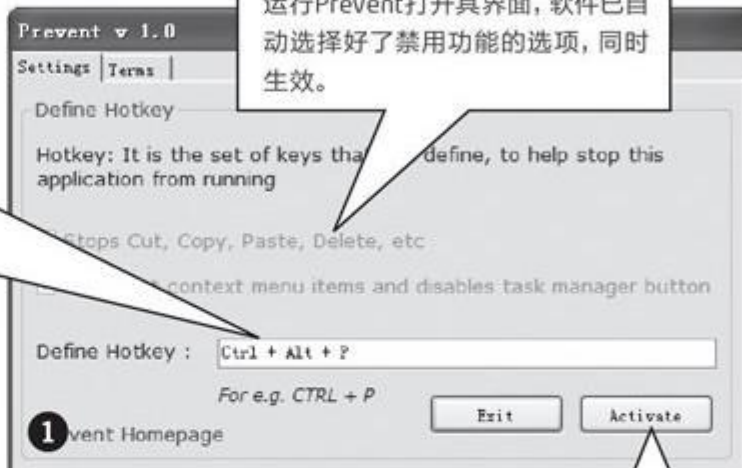 运行Prevent打开其界面，软件已自
动选择好了禁用功能的选项，同时
生效。
Prevent v 1.0
Settings Terms
Define Hotkey
Hotkey: It is the set of keys tha define, to help stop this
application from running
Stops Cut, Copy, Paste, Delete, etc
context menu items and disables task manager button
Define Hotkey :
Ctrl + Alt + P
For e.g. CTRL + P
Exit
Activate
1
vent Homepage